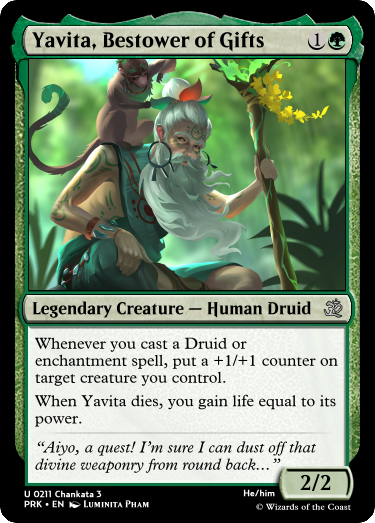 Yavita, Bestower of Gifts 1
Legendary Creature — Human Druid
Whenever you cast a Druid or
enchantment spell, put a +1/+1 counter on
target creature you control.
When Yavita dies, you gain life equal to its
power.
“Aiyo, a quest! I’m sure I can dust off that
divine weaponry from round back…”
2/2
U 0211 Chankata 3 He/him
PRK • EN LUMINITA PHAM © Wizards of the Coast